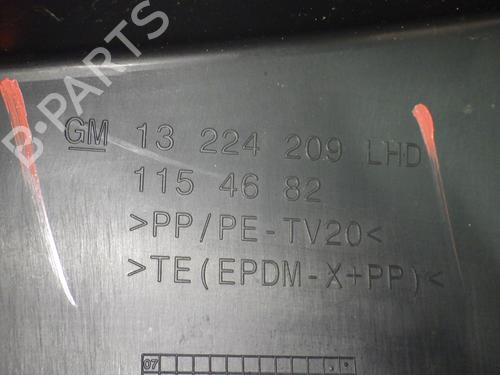 B-PARTS
GM 13 224 209 LHD
115 46 82
>PP/PE-TV20<
>TE(EPDM-X+PP)<
07